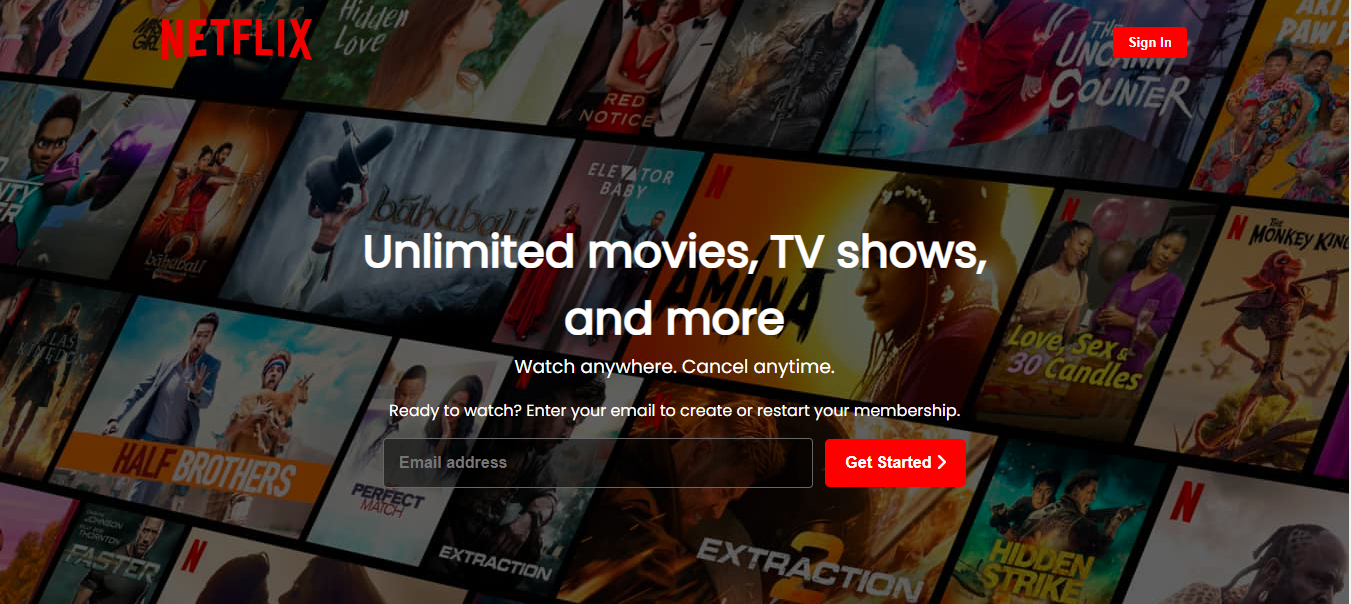 NETFLIX
Sign In
Hidden
Love
RED
NOTICE
THE
UNCANNY
COUNTER
PAW P
ELEVATOR
BABY
bāhubali
bāhubali
2
AMINA
THE
MONKEY KING
Unlimited movies, TV shows,
and more
Watch anywhere. Cancel anytime.
Ready to watch? Enter your email to create or restart your membership.
Email address
Get Started
Love, Sex &
30 Candles
HALF BROTHERS
PERFECT
MATCH
JOHNSON
THORNTON
FASTER
EXTRACTION
EXTRACTION
2
HIDDEN
STRIKE
N
N
N
N
N